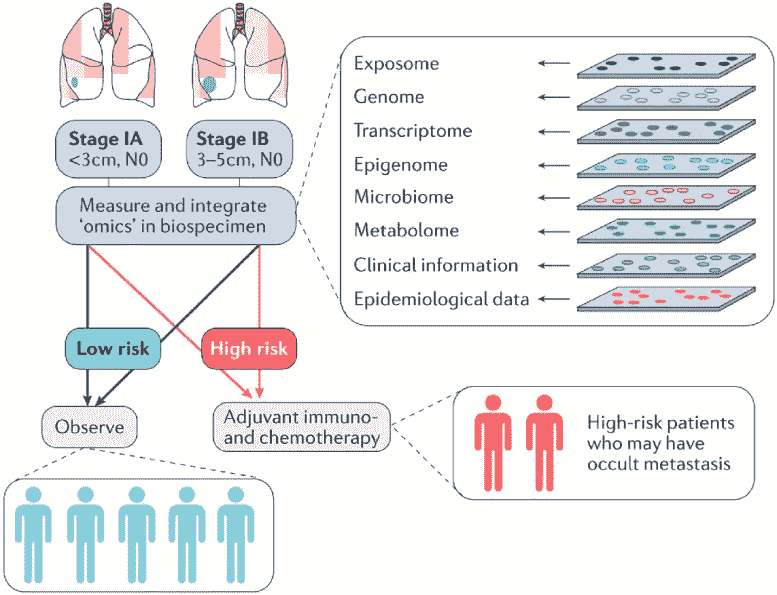 Stage IA
<3cm, N0
Stage IB
3–5cm, N0
Measure and integrate
‘omics’ in biospecimen
Exposome
Genome
Transcriptome
Epigenome
Microbiome
Metabolome
Clinical information
Epidemiological data
Low risk
High risk
Observe
Adjuvant immuno-
and chemotherapy
High-risk patients
who may have
occult metastasis